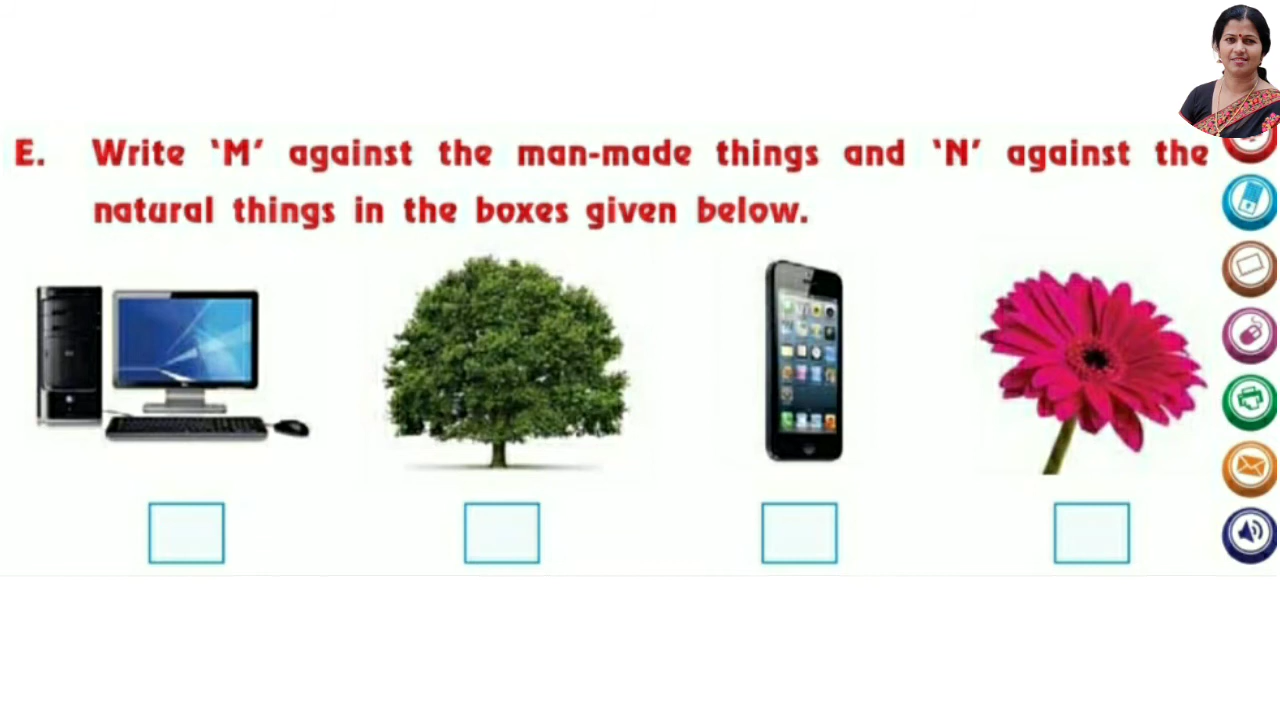 E. Write ‘M’ against the man-made things and ‘N’ against the
natural things in the boxes given below.